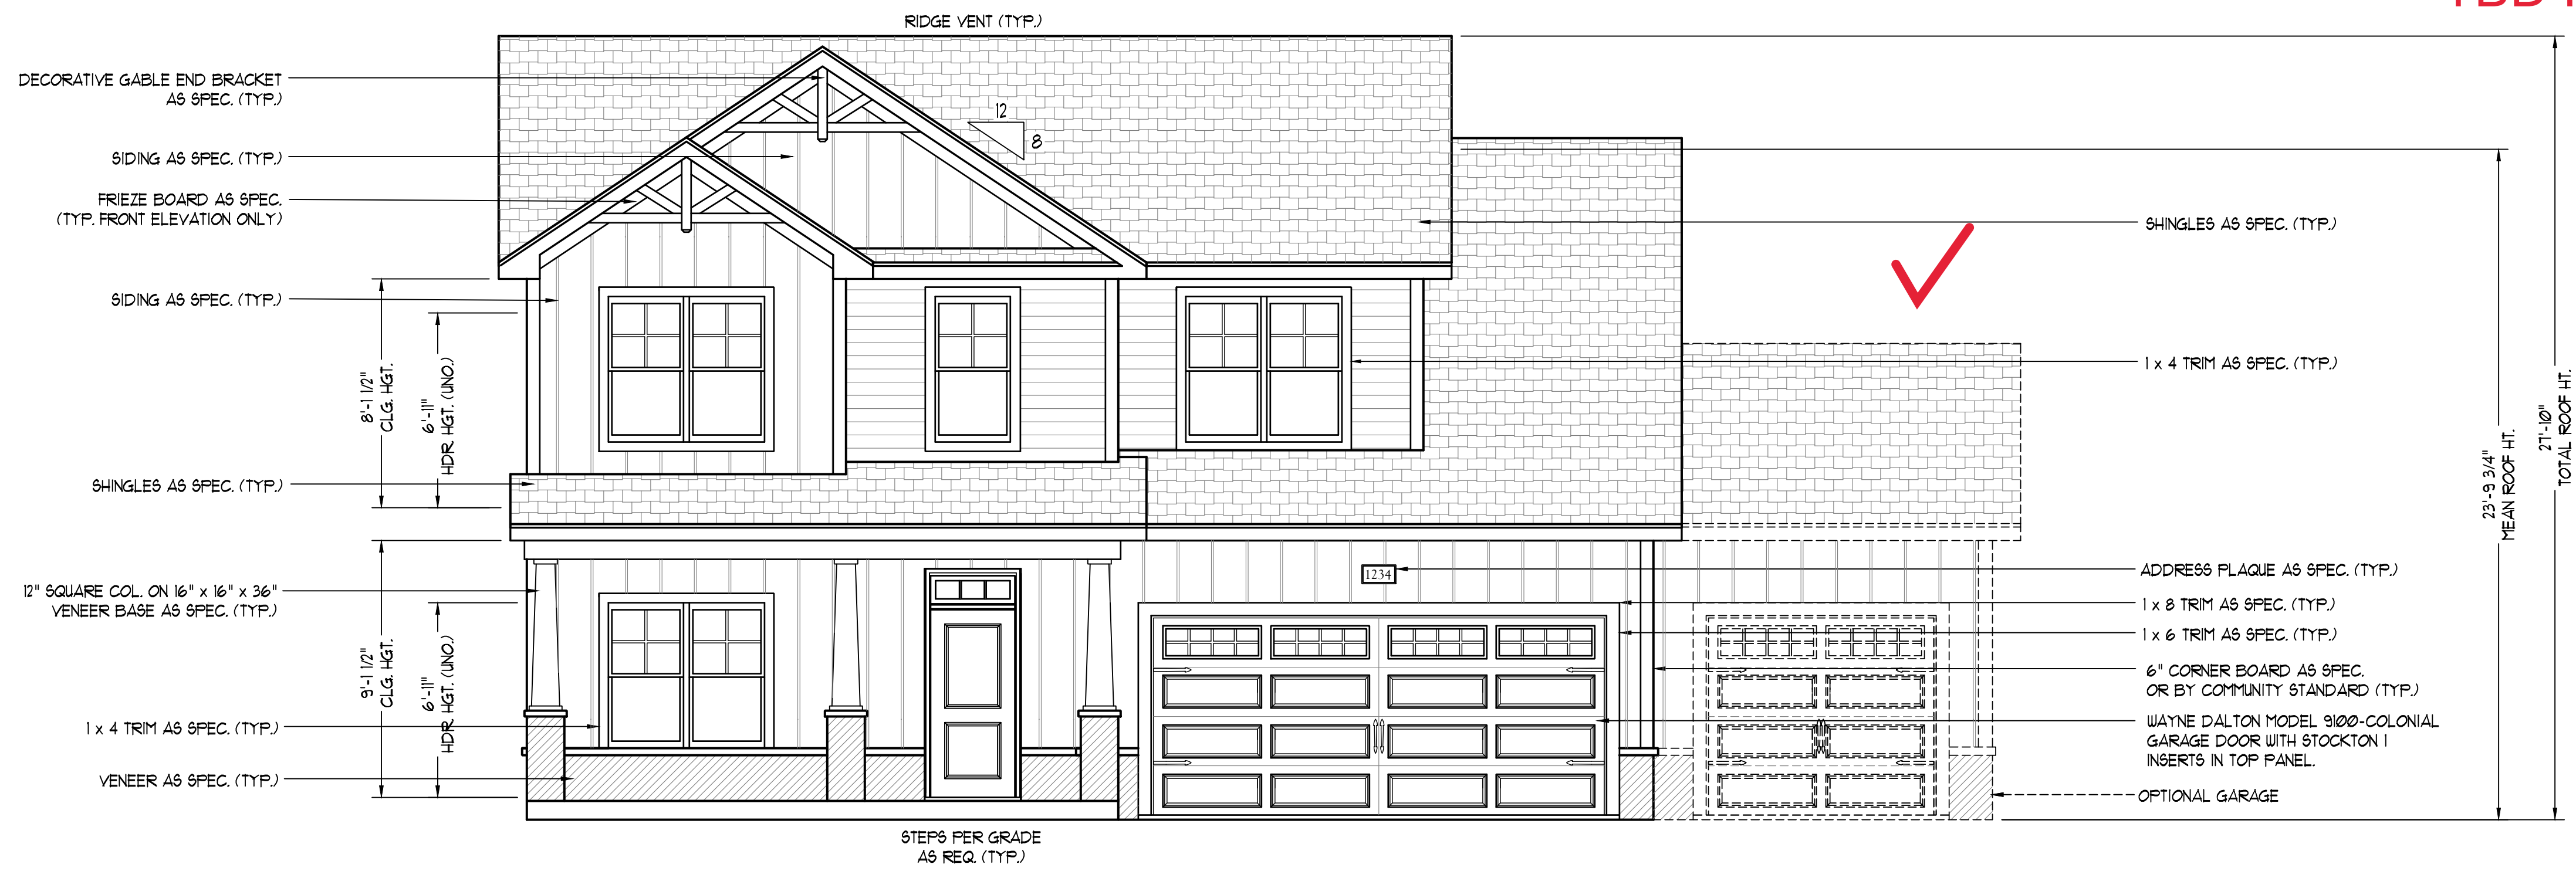 RIDGE VENT (TYP.)
DECORATIVE GABLE END BRACKET
AS SPEC. (TYP.)
12
8
SIDING AS SPEC. (TYP.)
FRIEZE BOARD AS SPEC.
(TYP. FRONT ELEVATION ONLY)
SHINGLES AS SPEC. (TYP.)
SIDING AS SPEC. (TYP.)
8'-1 1/2"
CLG. HGT.
6'-11"
HDR. HGT. (UNO.)
1 x 4 TRIM AS SPEC. (TYP.)
27'-10"
TOTAL ROOF HT.
23'-9 3/4"
MEAN ROOF HT.
SHINGLES AS SPEC. (TYP.)
12" SQUARE COL. ON 16" x 16" x 36"
VENEER BASE AS SPEC. (TYP.)
1234
ADDRESS PLAQUE AS SPEC. (TYP.)
1 x 8 TRIM AS SPEC. (TYP.)
1 x 6 TRIM AS SPEC. (TYP.)
9'-1 1/2"
CLG. HGT.
6'-11"
HDR. HGT. (UNO.)
6" CORNER BOARD AS SPEC.
OR BY COMMUNITY STANDARD (TYP.)
1 x 4 TRIM AS SPEC. (TYP.)
WAYNE DALTON MODEL 9100-COLONIAL
GARAGE DOOR WITH STOCKTON 1
INSERTS IN TOP PANEL.
VENEER AS SPEC. (TYP.)
OPTIONAL GARAGE
STEPS PER GRADE
AS REQ. (TYP.)